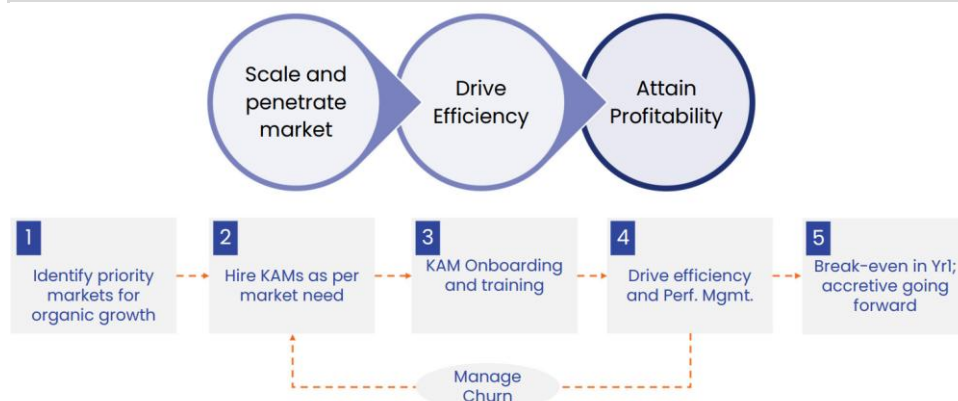 Scale and
penetrate
market
Drive
Efficiency
Attain
Profitability
1
Identify priority
markets for
organic growth
2
Hire KAMs as per
market need
3
KAM Onboarding
and training
4
Drive efficiency
and Perf. Mgmt.
5
Break-even in Yr1;
accretive going
forward
Manage
Churn